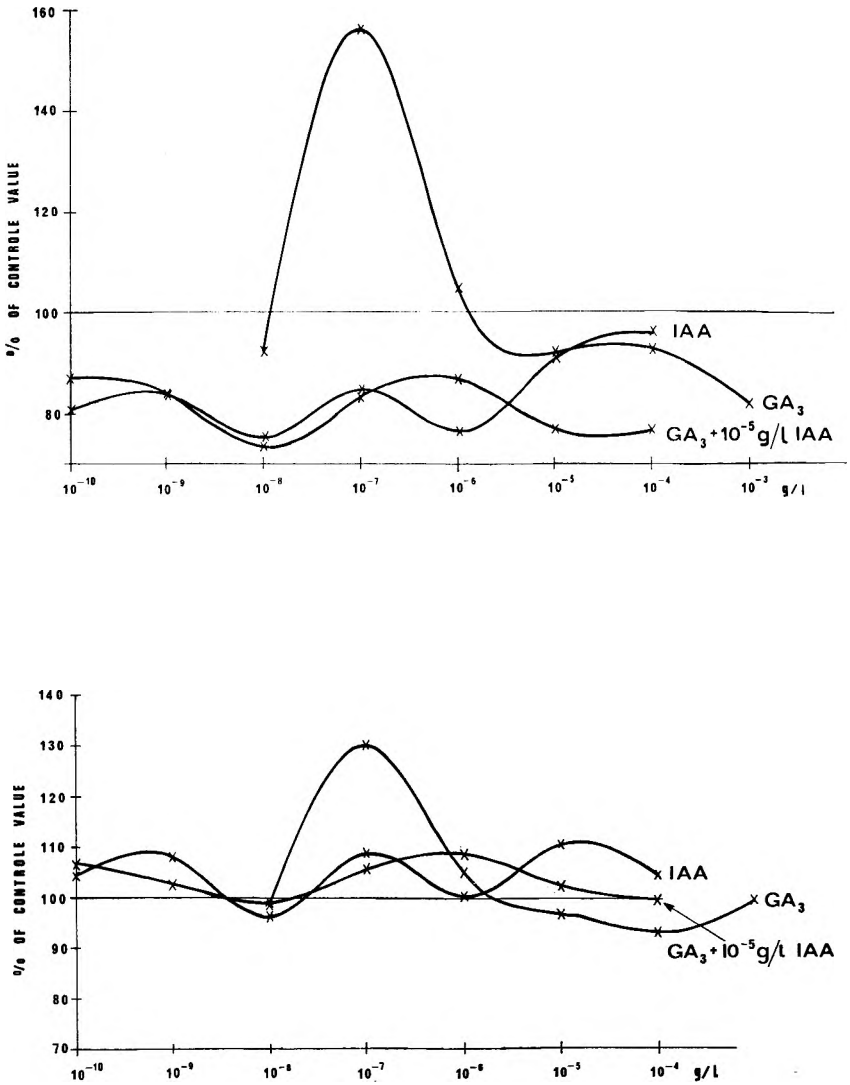 160
140
120
100
80
% OF CONTROLE VALUE
IAA
GA₃
GA₃+10⁻⁵g/l IAA
10⁻¹⁰ 10⁻⁹ 10⁻⁸ 10⁻⁷ 10⁻⁶ 10⁻⁵ 10⁻⁴ 10⁻³ g/l
140
130
120
110
100
90
80
70
% OF CONTROLE VALUE
IAA
GA₃
GA₃+10⁻⁵g/l IAA
10⁻¹⁰ 10⁻⁹ 10⁻⁸ 10⁻⁷ 10⁻⁶ 10⁻⁵ 10⁻⁴ g/l